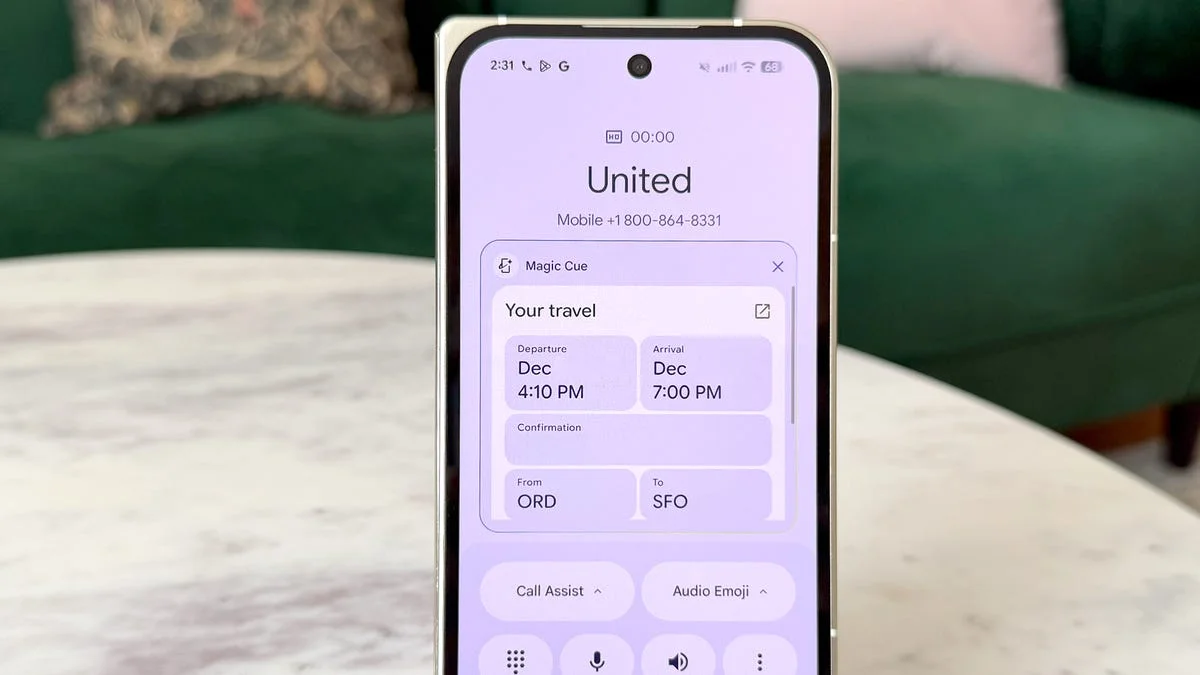 2:31 G 68
HD 00:00
United
Mobile +1 800-864-8331
Magic Cue
Your travel
Departure Arrival
Dec Dec
4:10 PM 7:00 PM
Confirmation
From To
ORD SFO
Call Assist Audio Emoji